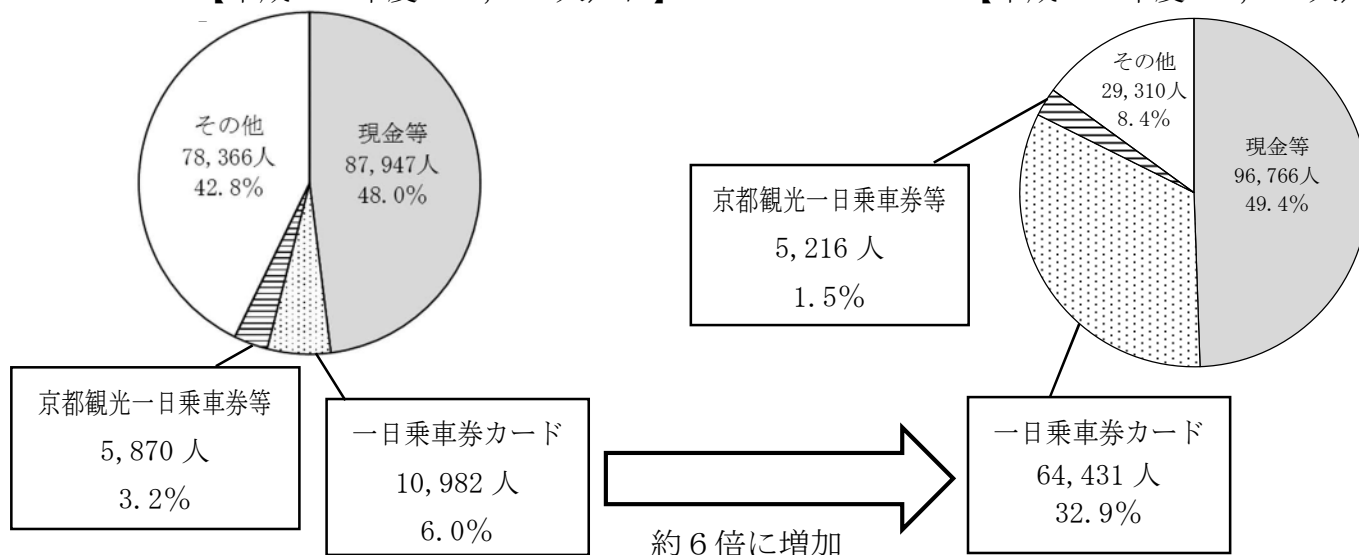 その他
78,366人
42.8%
現金等
87,947人
48.0%
京都観光一日乗車券等
5,870 人
3.2%
一日乗車券カード
10,982 人
6.0%
約６倍に増加
その他
29,310人
8.4%
現金等
96,766人
49.4%
京都観光一日乗車券等
5,216 人
1.5%
一日乗車券カード
64,431 人
32.9%